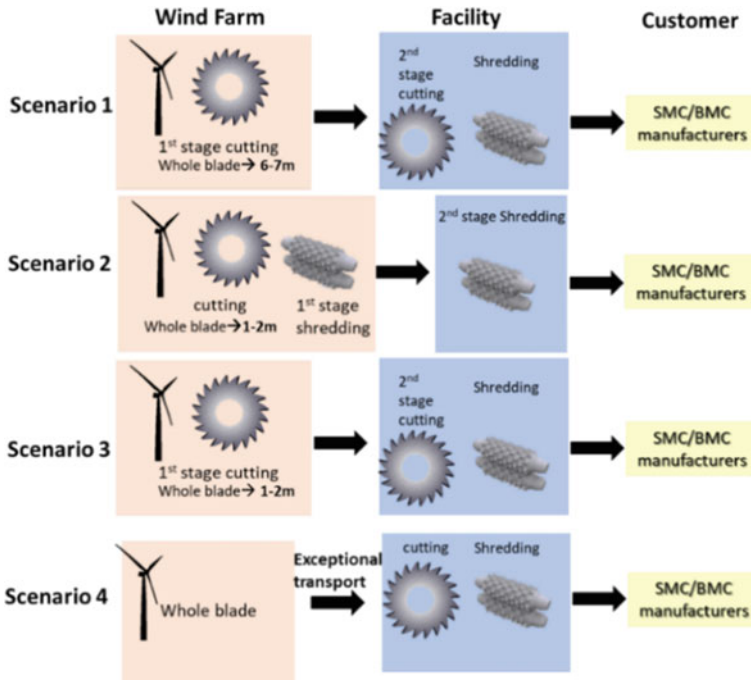 Wind Farm
Facility
Customer
Scenario 1
1st stage cutting
Whole blade→ 6-7m
2nd
stage
cutting
Shredding
SMC/BMC
manufacturers
Scenario 2
cutting
Whole blade→1-2m
1st stage
shredding
2nd stage Shredding
SMC/BMC
manufacturers
Scenario 3
1st stage cutting
Whole blade→ 1-2m
2nd
stage
cutting
Shredding
SMC/BMC
manufacturers
Scenario 4
Whole blade
Exceptional
transport
cutting
Shredding
SMC/BMC
manufacturers